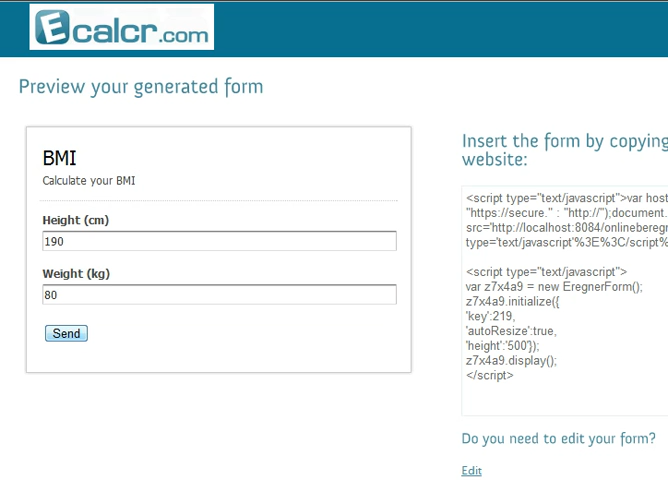 Ecalcr.com
Preview your generated form
BMI
Calculate your BMI
Height (cm)
190
Weight (kg)
80
Send
Insert the form by copying
website:
<script type="text/javascript">var host
"https://secure." : "http://");document.
src='http://localhost:8084/onlineberegn
type='text/javascript'%3E%3C/script%
<script type="text/javascript">
var z7x4a9 = new EregnerForm();
z7x4a9.initialize({
'key':219,
'autoResize':true,
'height':'500'});
z7x4a9.display();
</script>
Do you need to edit your form?
Edit